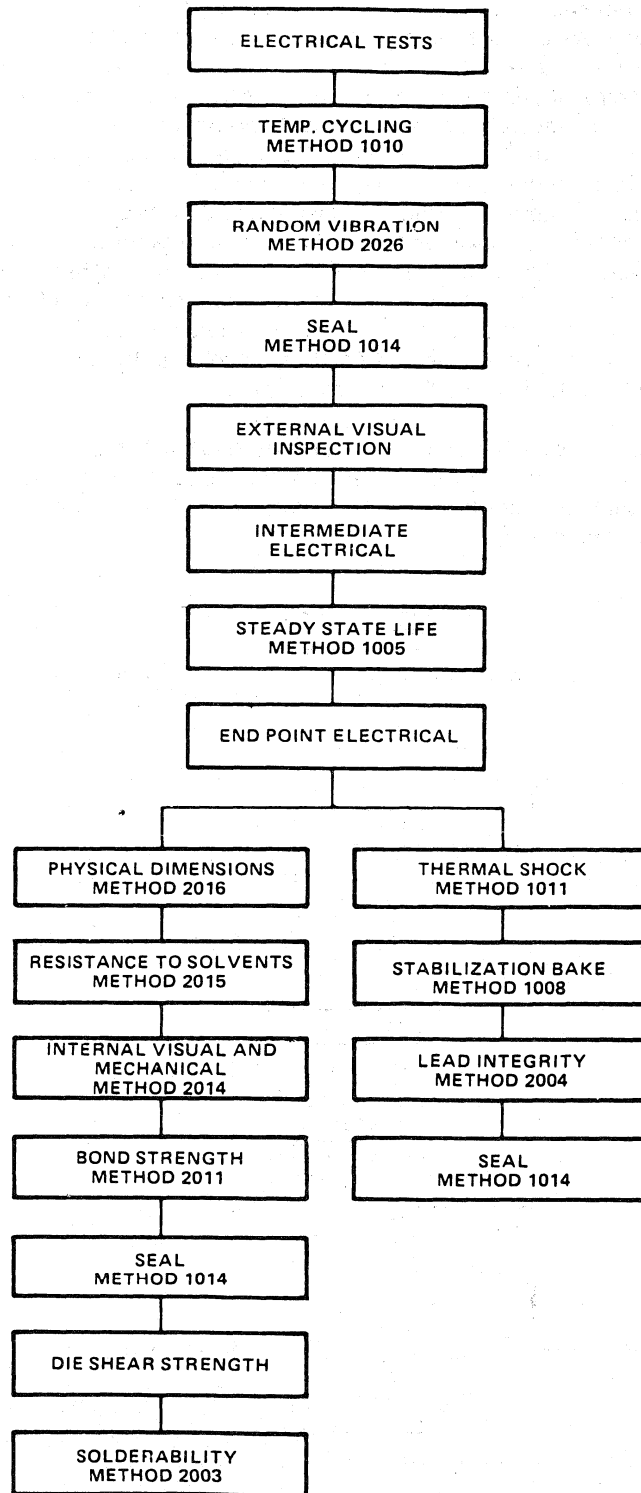 ELECTRICAL TESTS
TEMP. CYCLING
METHOD 1010
RANDOM VIBRATION
METHOD 2026
SEAL
METHOD 1014
EXTERNAL VISUAL
INSPECTION
INTERMEDIATE
ELECTRICAL
STEADY STATE LIFE
METHOD 1005
END POINT ELECTRICAL
PHYSICAL DIMENSIONS
METHOD 2016
RESISTANCE TO SOLVENTS
METHOD 2015
INTERNAL VISUAL AND
MECHANICAL
METHOD 2014
BOND STRENGTH
METHOD 2011
SEAL
METHOD 1014
DIE SHEAR STRENGTH
SOLDERABILITY
METHOD 2003
THERMAL SHOCK
METHOD 1011
STABILIZATION BAKE
METHOD 1008
LEAD INTEGRITY
METHOD 2004
SEAL
METHOD 1014